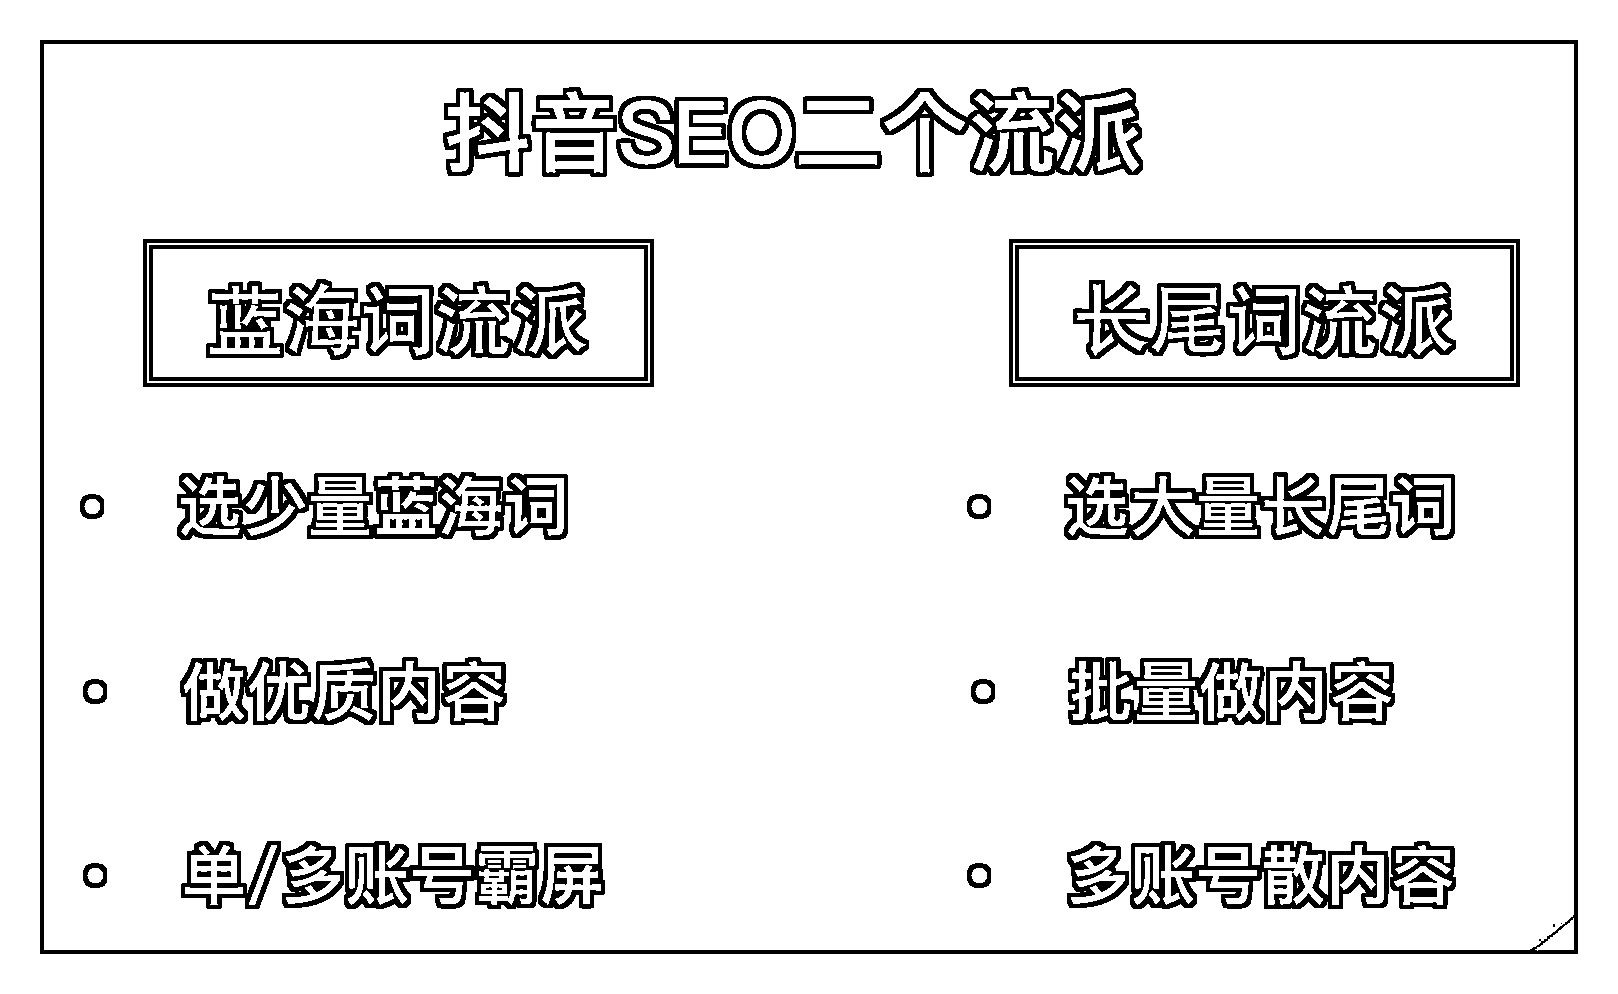 抖音SEO二个流派
蓝海词流派
选少量蓝海词
做优质内容
单/多账号霸屏
长尾词流派
选大量长尾词
批量做内容
多账号散内容